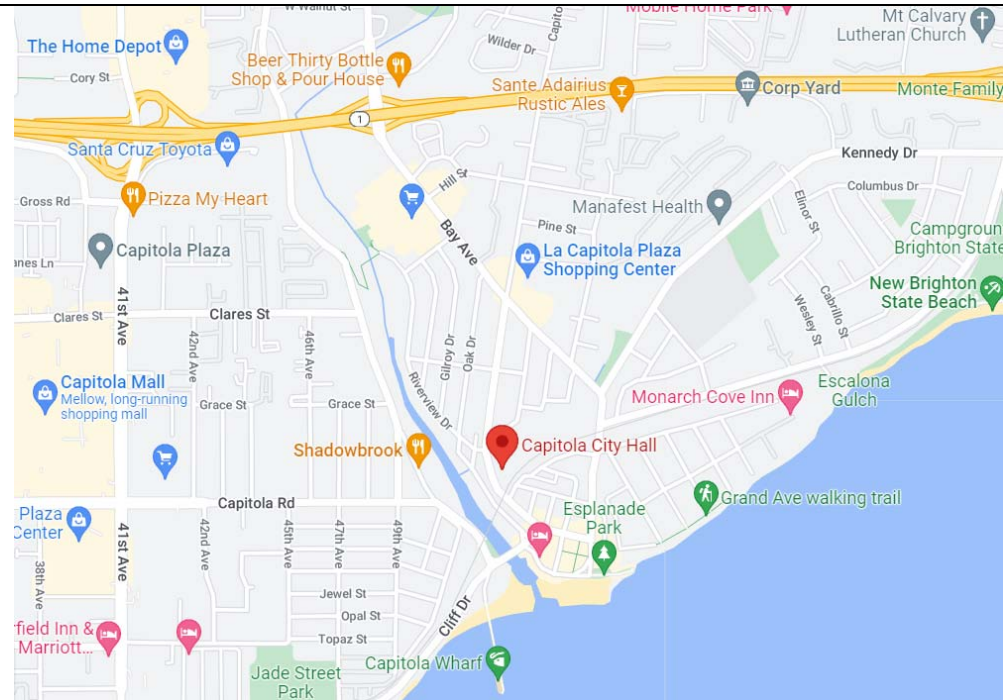 W Walnut St
Mobile Home Park
Mt Calvary
Lutheran Church
The Home Depot
Wilder Dr
Beer Thirty Bottle
Shop & Pour House
Cory St
Sante Adairius
Rustic Ales
Corp Yard
Monte Family
1
Santa Cruz Toyota
Kennedy Dr
Hill St
Columbus Dr
Gross Rd
Pizza My Heart
Manafest Health
Elinor St
Pine St
Bay Ave
Capitola Plaza
La Capitola Plaza
Shopping Center
Campground
Brighton State
anes Ln
41st Ave
New Brighton
State Beach
Clares St
Clares St
42nd Ave
46th Ave
Gilroy Dr
Oak Dr
Wesley St
Cabrillo St
Capitola Mall
Mellow, long-running
shopping mall
Grace St
Grace St
Riverview Dr
Monarch Cove Inn
Escalona
Gulch
Shadowbrook
Capitola City Hall
Capitola Rd
Grand Ave walking trail
Esplanade
Park
Plaza
Center
41st Ave
42nd Ave
45th Ave
47th Ave
49th Ave
38th Ave
Jewel St
Opal St
Topaz St
Cliff Dr
rfield Inn &
Marriott...
Jade Street
Park
Capitola Wharf